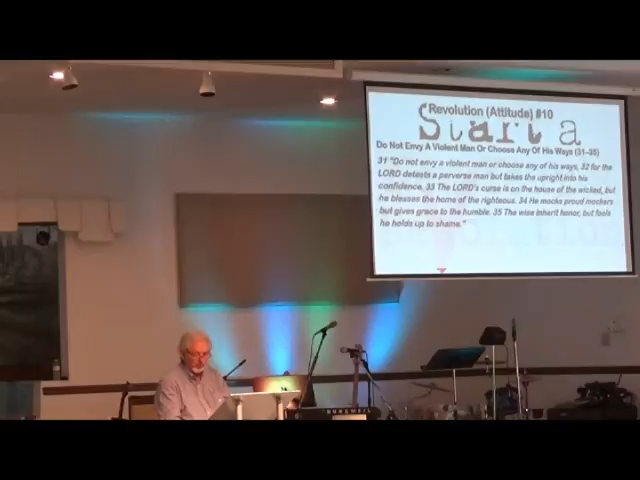 Revolution (Attitude) #10
Start a
Do Not Envy A Violent Man Or Choose Any Of His Ways (31–35)
31 "Do not envy a violent man or choose any of his ways, 32 for the
LORD detests a perverse man but takes the upright into his
confidence. 33 The LORD's curse is on the house of the wicked, but
he blesses the home of the righteous. 34 He mocks proud mockers
but gives grace to the humble. 35 The wise inherit honor, but fools
he holds up to shame."
KURZWEIL